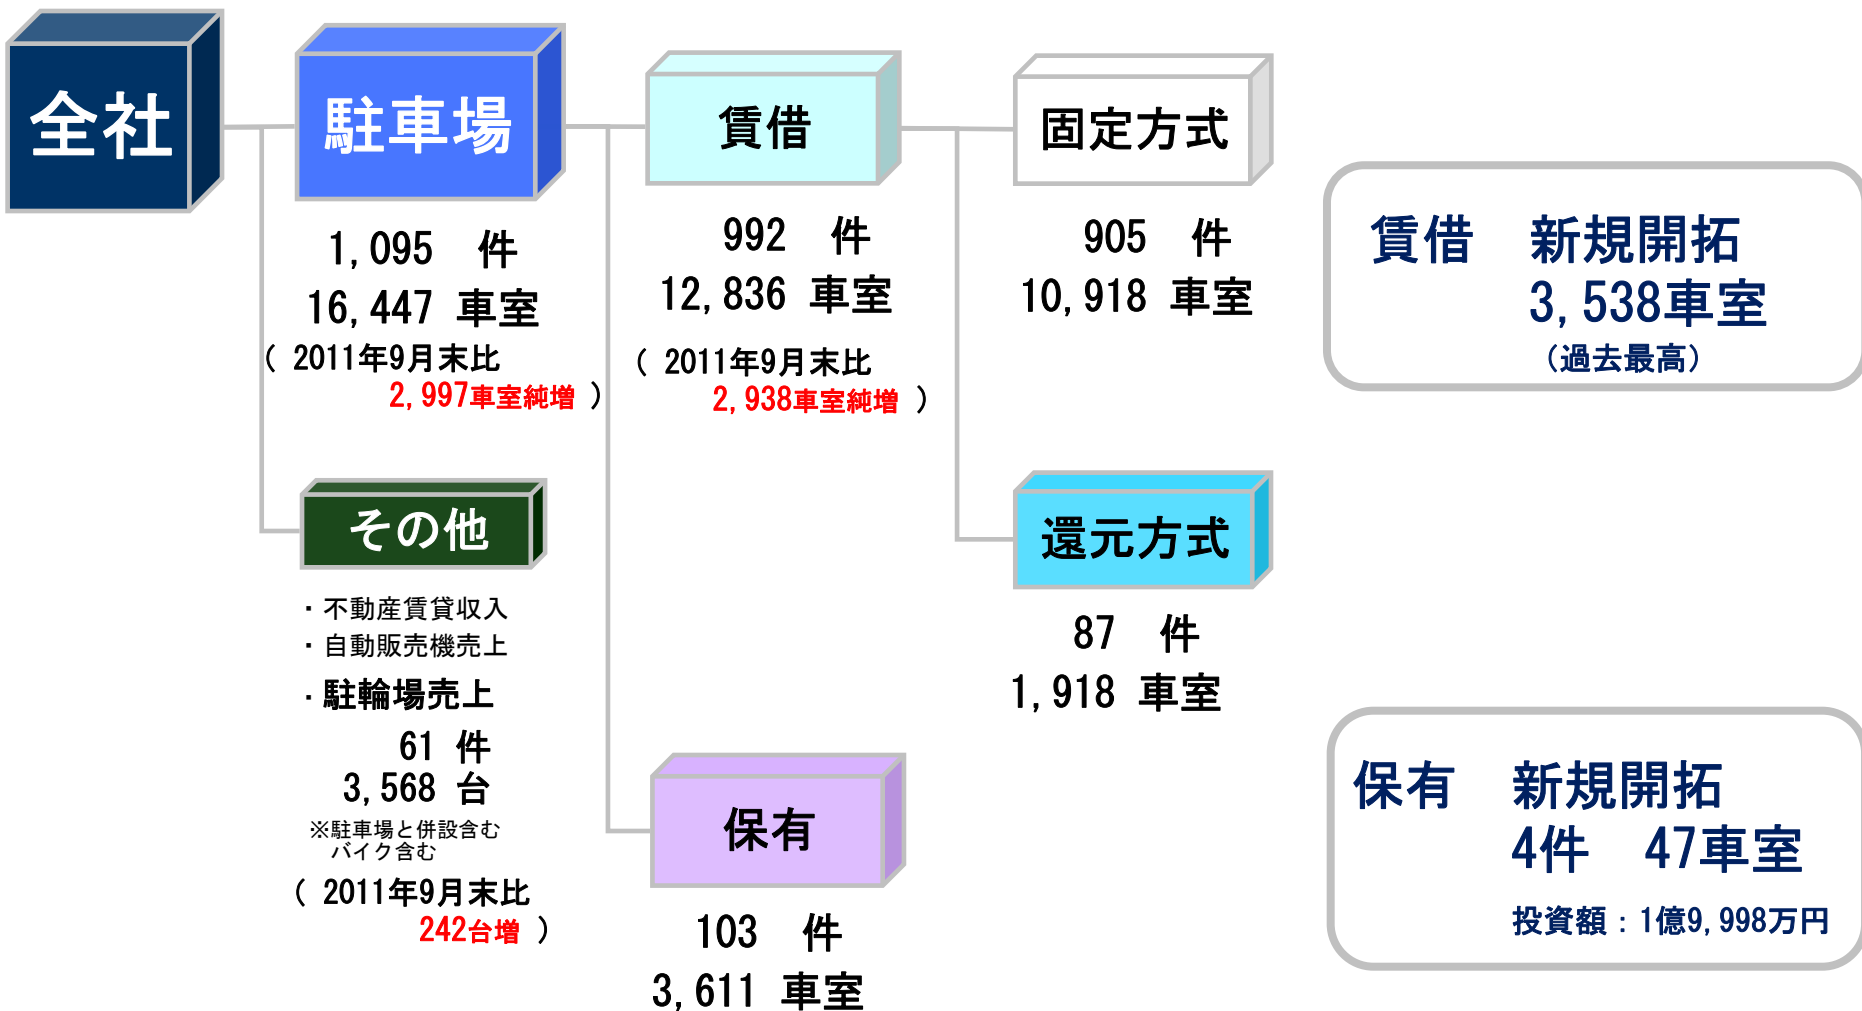 全社
駐車場
1,095 件
16,447 車室
( 2011年9月末比
2,997車室純増 )
その他
・不動産賃貸収入
・自動販売機売上
・駐輪場売上
61 件
3,568 台
※駐車場と併設含む
バイク含む
( 2011年9月末比
242台増 )
賃借
992 件
12,836 車室
( 2011年9月末比
2,938車室純増 )
保有
103 件
3,611 車室
固定方式
905 件
10,918 車室
還元方式
87 件
1,918 車室
賃借 新規開拓
3,538車室
(過去最高)
保有 新規開拓
4件 47車室
投資額：1億9,998万円